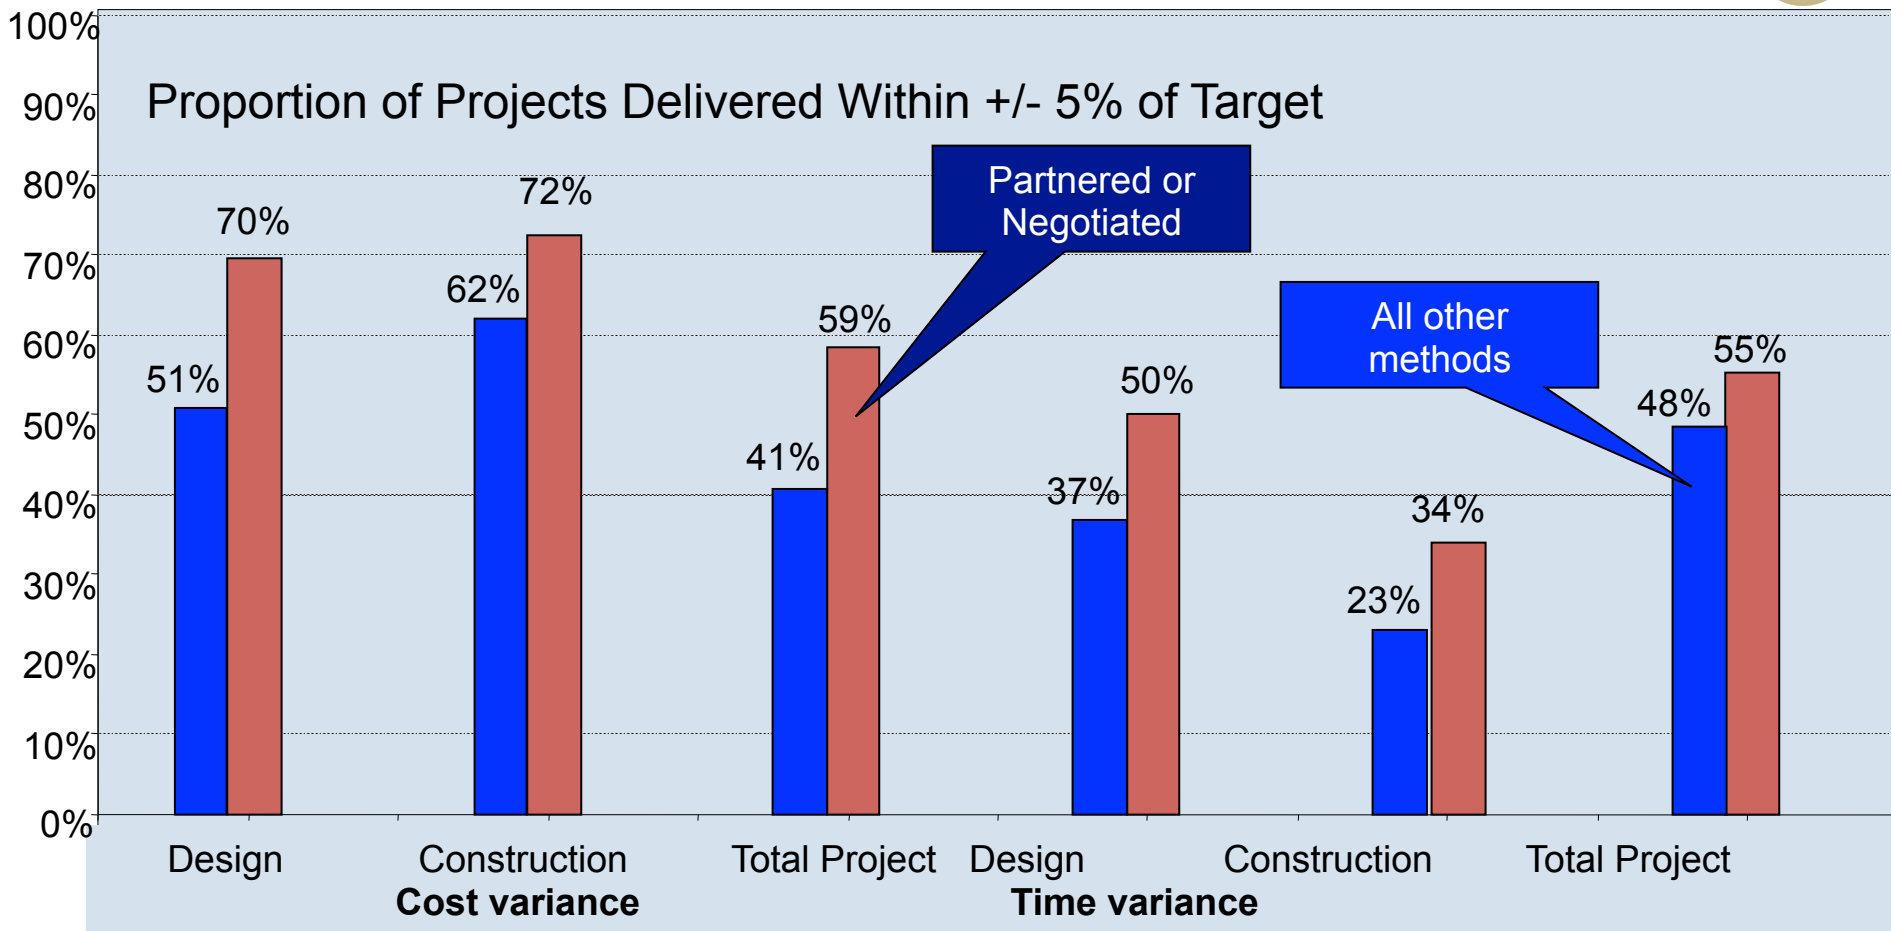 100%
90%
80%
70%
60%
50%
40%
30%
20%
10%
0%
Proportion of Projects Delivered Within +/- 5% of Target
Partnered or
Negotiated
All other
methods
51%
70%
62%
72%
41%
59%
37%
50%
23%
34%
48%
55%
Design
Construction
Total Project
Design
Construction
Total Project
Cost variance
Time variance